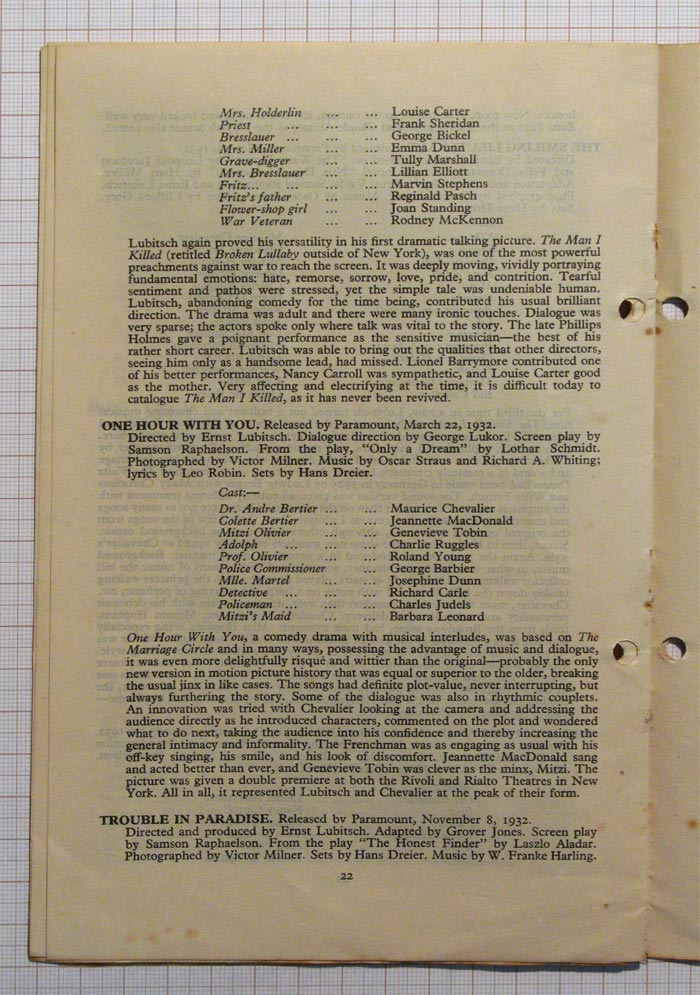 Mrs. Holderlin ... ... Louise Carter
Priest ... ... ... Frank Sheridan
Bresslauer ... ... ... George Bickel
Mrs. Miller ... ... Emma Dunn
Grave-digger ... ... Tully Marshall
Mrs. Bresslauer ... ... Lillian Elliott
Fritz... ... ... ... Marvin Stephens
Fritz's father ... ... Reginald Pasch
Flower-shop girl ... ... Joan Standing
War Veteran ... ... Rodney McKennon
Lubitsch again proved his versatility in his first dramatic talking picture. The Man I
Killed (retitled Broken Lullaby outside of New York), was one of the most powerful
preachments against war to reach the screen. It was deeply moving, vividly portraying
fundamental emotions: hate, remorse, sorrow, love, pride, and contrition. Tearful
sentiment and pathos were stressed, yet the simple tale was undeniable human.
Lubitsch, abandoning comedy for the time being, contributed his usual brilliant
direction. The drama was adult and there were many ironic touches. Dialogue was
very sparse; the actors spoke only where talk was vital to the story. The late Phillips
Holmes gave a poignant performance as the sensitive musician—the best of his
rather short career. Lubitsch was able to bring out the qualities that other directors,
seeing him only as a handsome lead, had missed. Lionel Barrymore contributed one
of his better performances, Nancy Carroll was sympathetic, and Louise Carter good
as the mother. Very affecting and electrifying at the time, it is difficult today to
catalogue The Man I Killed, as it has never been revived.
ONE HOUR WITH YOU. Released by Paramount, March 22, 1932.
Directed by Ernst Lubitsch. Dialogue direction by George Lukor. Screen play by
Samson Raphaelson. From the play, "Only a Dream" by Lothar Schmidt.
Photographed by Victor Milner. Music by Oscar Straus and Richard A. Whiting;
lyrics by Leo Robin. Sets by Hans Dreier.
Cast:—
Dr. Andre Bertier ... ... Maurice Chevalier
Colette Bertier ... ... Jeannette MacDonald
Mitzi Olivier ... ... Genevieve Tobin
Adolph ... ... ... Charlie Ruggles
Prof. Olivier ... ... Roland Young
Police Commissioner ... George Barbier
Mlle. Martel ... ... Josephine Dunn
Detective ... ... ... Richard Carle
Policeman ... ... ... Charles Judels
Mitzi's Maid ... ... Barbara Leonard
One Hour With You, a comedy drama with musical interludes, was based on The
Marriage Circle and in many ways, possessing the advantage of music and dialogue,
it was even more delightfully risqué and wittier than the original—probably the only
new version in motion picture history that was equal or superior to the older, breaking
the usual jinx in like cases. The songs had definite plot-value, never interrupting, but
always furthering the story. Some of the dialogue was also in rhythmic couplets.
An innovation was tried with Chevalier looking at the camera and addressing the
audience directly as he introduced characters, commented on the plot and wondered
what to do next, taking the audience into his confidence and thereby increasing the
general intimacy and informality. The Frenchman was as engaging as usual with his
off-key singing, his smile, and his look of discomfort. Jeannette MacDonald sang
and acted better than ever, and Genevieve Tobin was clever as the minx, Mitzi. The
picture was given a double premiere at both the Rivoli and Rialto Theatres in New
York. All in all, it represented Lubitsch and Chevalier at the peak of their form.
TROUBLE IN PARADISE. Released by Paramount, November 8, 1932.
Directed and produced by Ernst Lubitsch. Adapted by Grover Jones. Screen play
by Samson Raphaelson. From the play "The Honest Finder" by Laszlo Aladar.
Photographed by Victor Milner. Sets by Hans Dreier. Music by W. Franke Harling.
22